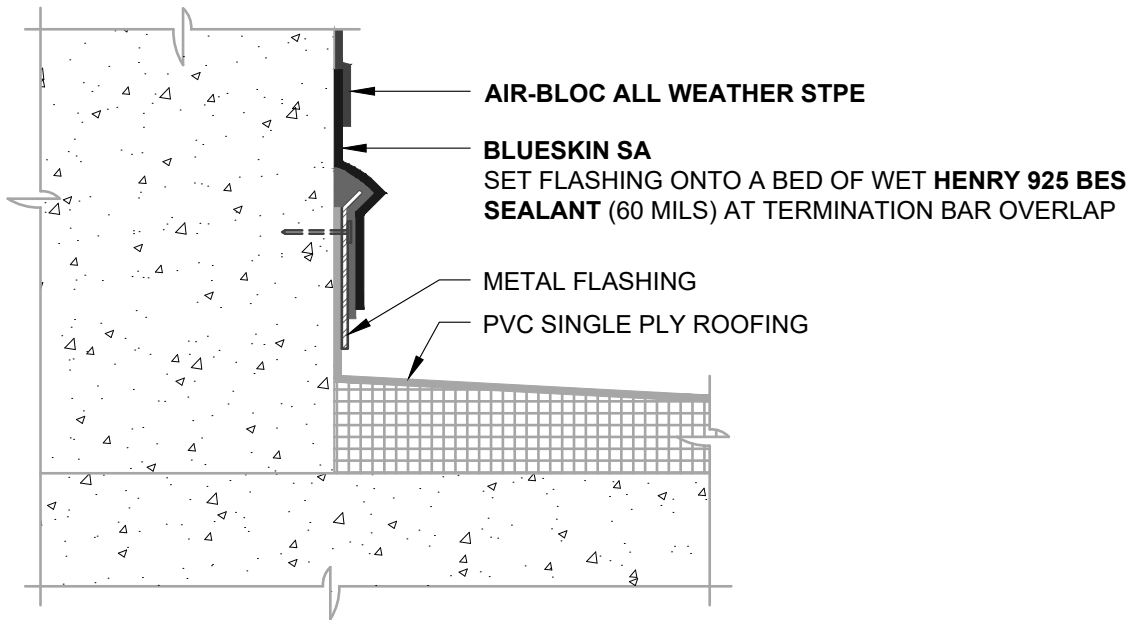 AIR-BLOC ALL WEATHER STPE
BLUESKIN SA
SET FLASHING ONTO A BED OF WET HENRY 925 BES
SEALANT (60 MILS) AT TERMINATION BAR OVERLAP
METAL FLASHING
PVC SINGLE PLY ROOFING